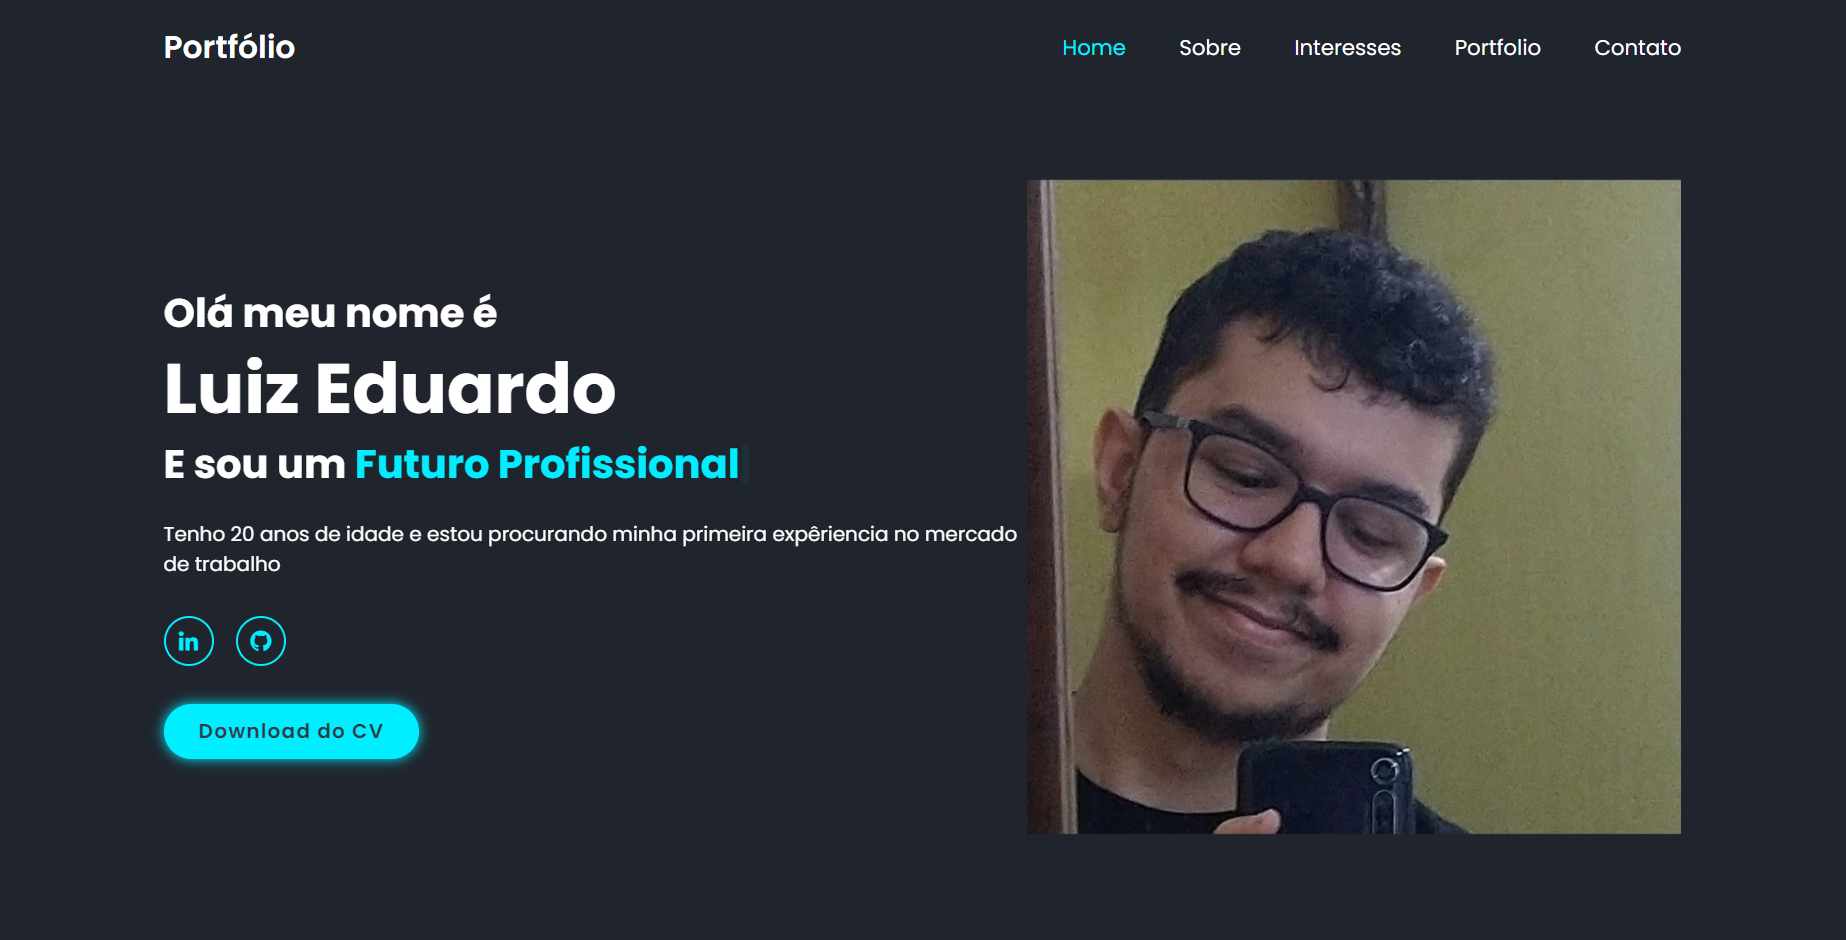 Portfólio
Home Sobre Interesses Portfolio Contato
Olá meu nome é
Luiz Eduardo
E sou um Futuro Profissional
Tenho 20 anos de idade e estou procurando minha primeira expêriencia no mercado
de trabalho
in
Download do CV